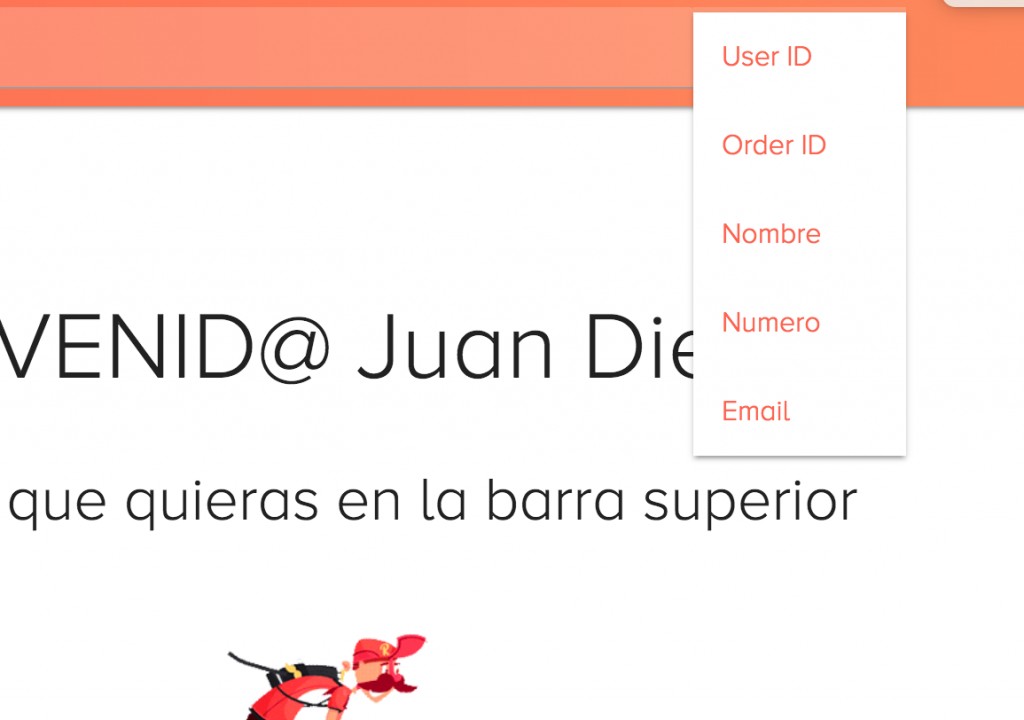 User ID
Order ID
Nombre
Numero
Email
VENID@ Juan Die
que quieras en la barra superior
R